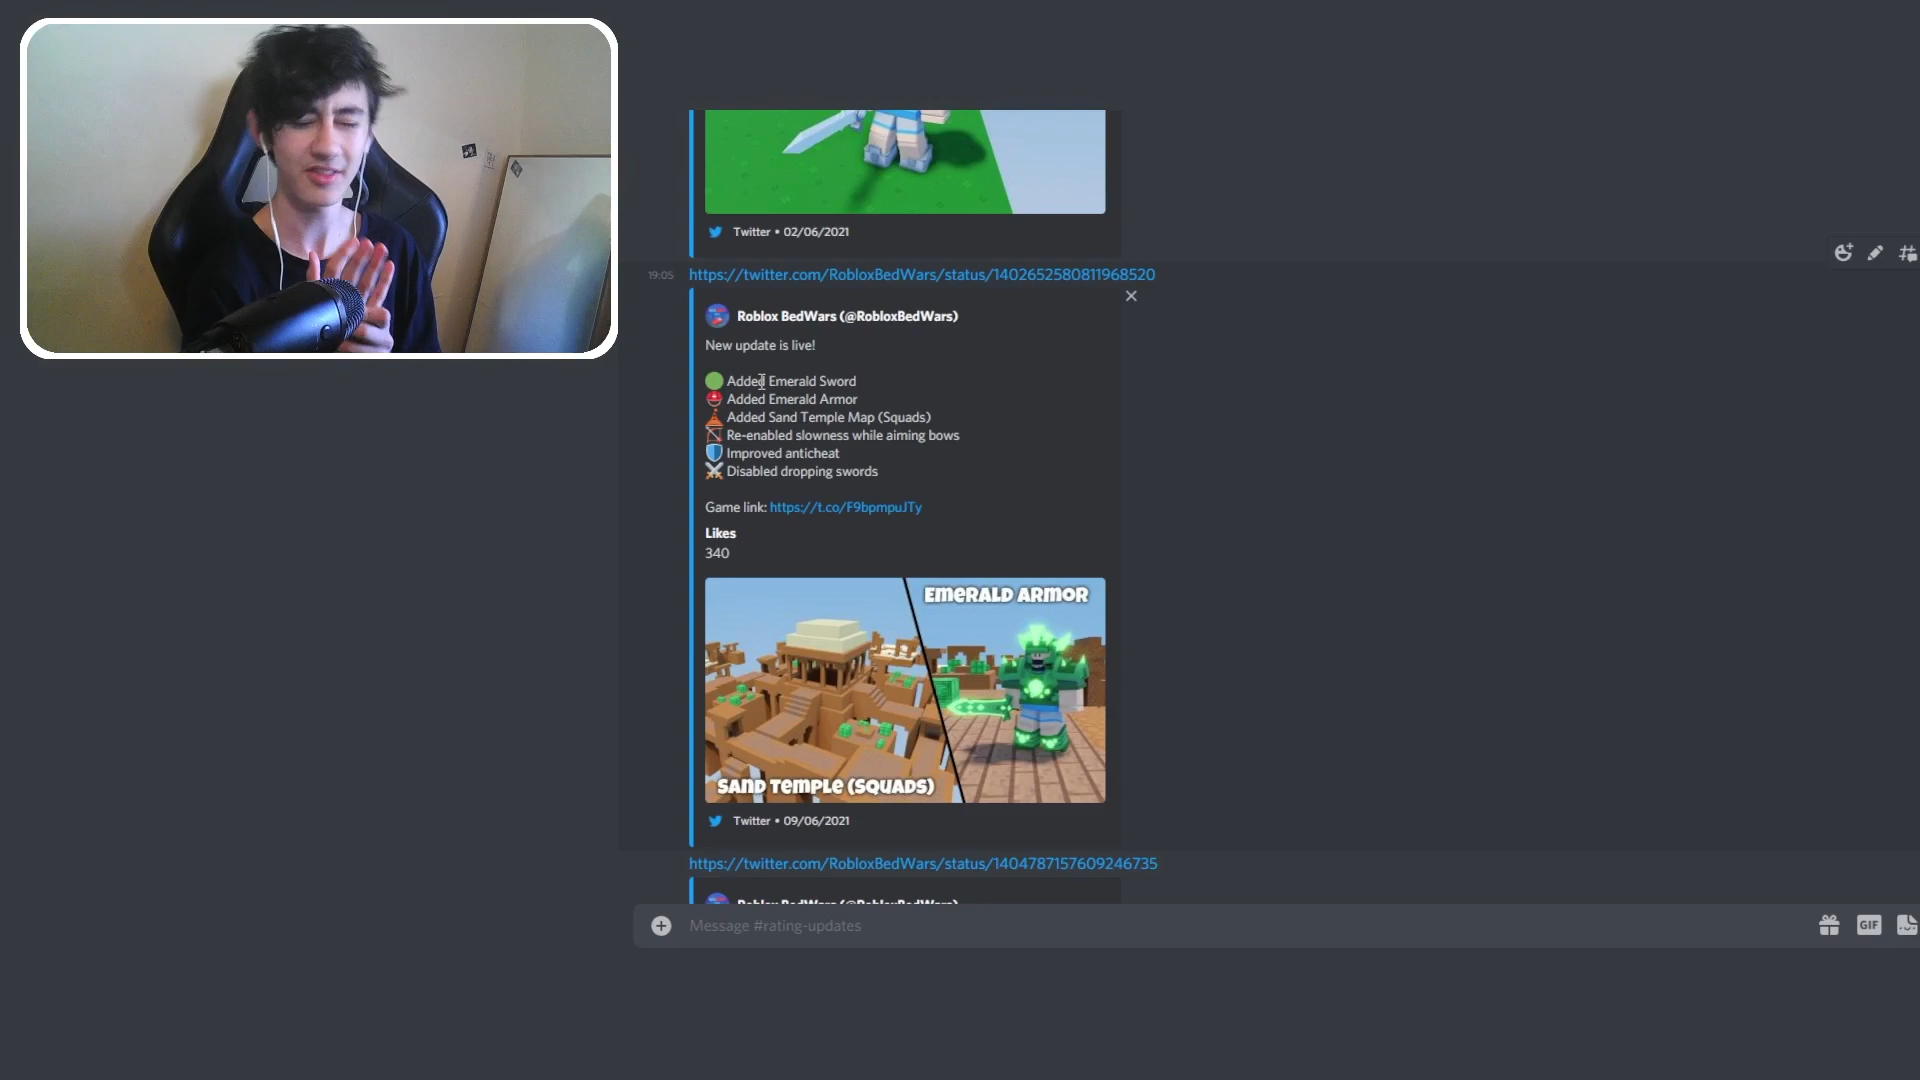 Twitter • 02/06/2021
19:05 https://twitter.com/RobloxBedWars/status/1402652580811968520
Roblox BedWars (@RobloxBedWars)
New update is live!
Added Emerald Sword
Added Emerald Armor
Added Sand Temple Map (Squads)
Re-enabled slowness while aiming bows
Improved anticheat
Disabled dropping swords
Game link: https://t.co/F9bpmpuJTy
Likes
340
EMERALD ARMOR
SAND TEMPLE (SQUADS)
Twitter • 09/06/2021
https://twitter.com/RobloxBedWars/status/1404787157609246735
Roblox BedWars (@RobloxBedWars)
Message #rating-updates
GIF